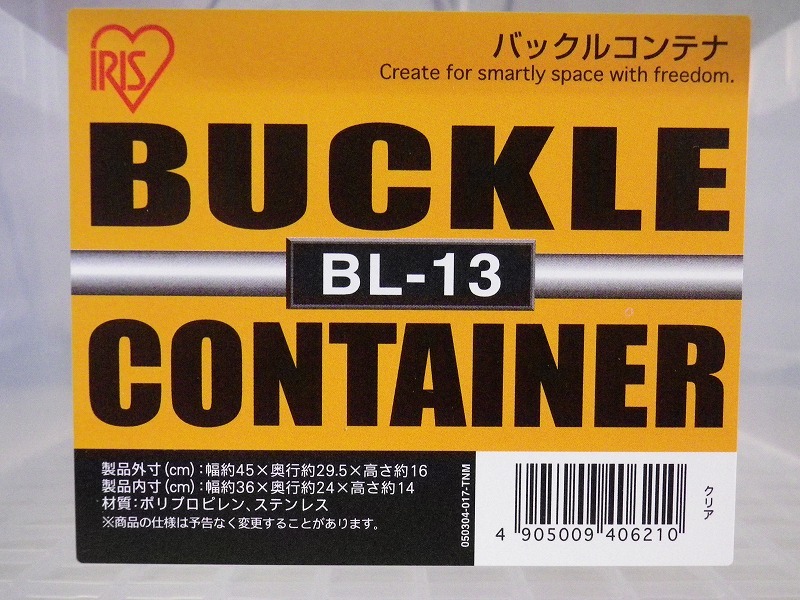 IRIS
バックルコンテナ
Create for smartly space with freedom.
BUCKLE
BL-13
CONTAINER
製品外寸(cm):幅約45×奥行約29.5×高さ約16
製品内寸(cm):幅約36×奥行約24×高さ約14
材質:ポリプロピレン、ステンレス
※商品の仕様は予告なく変更することがあります。
050304-017-TNM
4 905009 406210
クリア